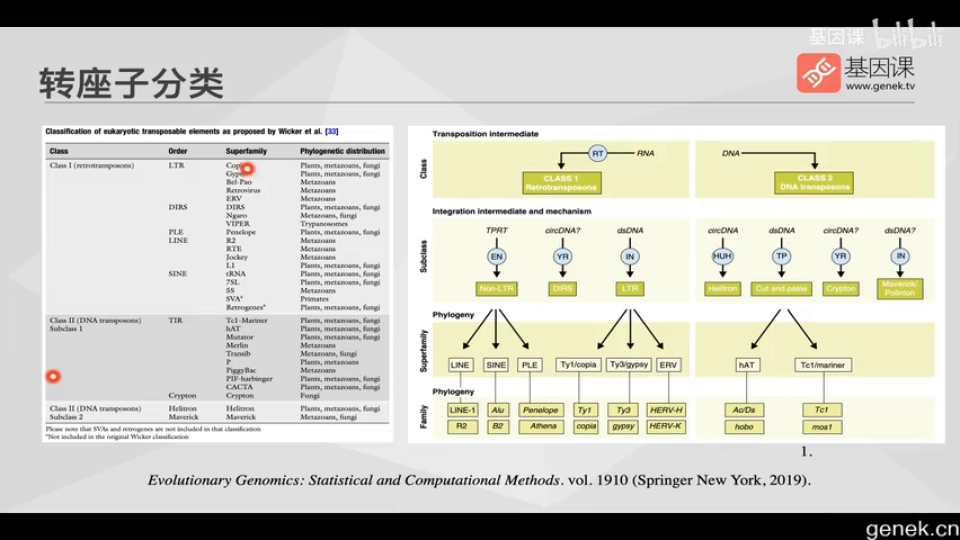 基因课 bilibili
转座子分类
基因课
www.genek.tv
Classification of eukaryotic transposable elements as proposed by Wicker et al. [33]
Class Order Superfamily Phylogenetic distribution
Class I (retrotransposons) LTR Plants, metazoans, fungi
Plants, metazoans, fungi
Bel-Pao Metazoans
Retrovirus Metazoans
ERV Metazoans
DIRS DIRS Plants, metazoans, fungi
Ngaro Metazoans, fungi
VIPER Trypanosomes
PLE Penelope Plants, metazoans, fungi
LINE R2 Metazoans
RTE Metazoans
Jockey Metazoans
L1 Plants, metazoans, fungi
SINE tRNA Plants, metazoans, fungi
7SL Plants, metazoans, fungi
5S Metazoans
SVA* Primates
Retrogenes* Plants, metazoans, fungi
Class II (DNA transposons) TIR Tc1-Mariner Plants, metazoans, fungi
Subclass 1 hAT Plants, metazoans, fungi
Mutator Plants, metazoans, fungi
Merlin Metazoans
Transib Metazoans, fungi
P Plants, metazoans
PiggyBac Metazoans
PIF-harbinger Plants, metazoans, fungi
CACTA Plants, metazoans, fungi
Crypton Crypton Fungi
Class II (DNA transposons) Helitron Helitron Plants, metazoans, fungi
Subclass 2 Maverick Maverick Metazoans, fungi
Please note that SVAs and retrogenes are not included in that classification
*Not included in the original Wicker classification
Transposition intermediate
Class
RT RNA DNA
CLASS 1 CLASS 2
Retrotransposons DNA transposons
Integration intermediate and mechanism
Subclass
TPRT circDNA? dsDNA circDNA dsDNA circDNA? dsDNA?
EN YR IN HUH TP YR IN
Non-LTR DIRS LTR Helitron Cut and paste Crypton Maverick/
Polinton
Phylogeny
Superfamily
LINE SINE PLE Ty1/copia Ty3/gypsy ERV hAT Tc1/mariner
Phylogeny
Family
LINE-1 Alu Penelope Ty1 Ty3 HERV-H Ac/Ds Tc1
R2 B2 Athena copia gypsy HERV-K hobo mos1
1.
Evolutionary Genomics: Statistical and Computational Methods. vol. 1910 (Springer New York, 2019).
genek.cn